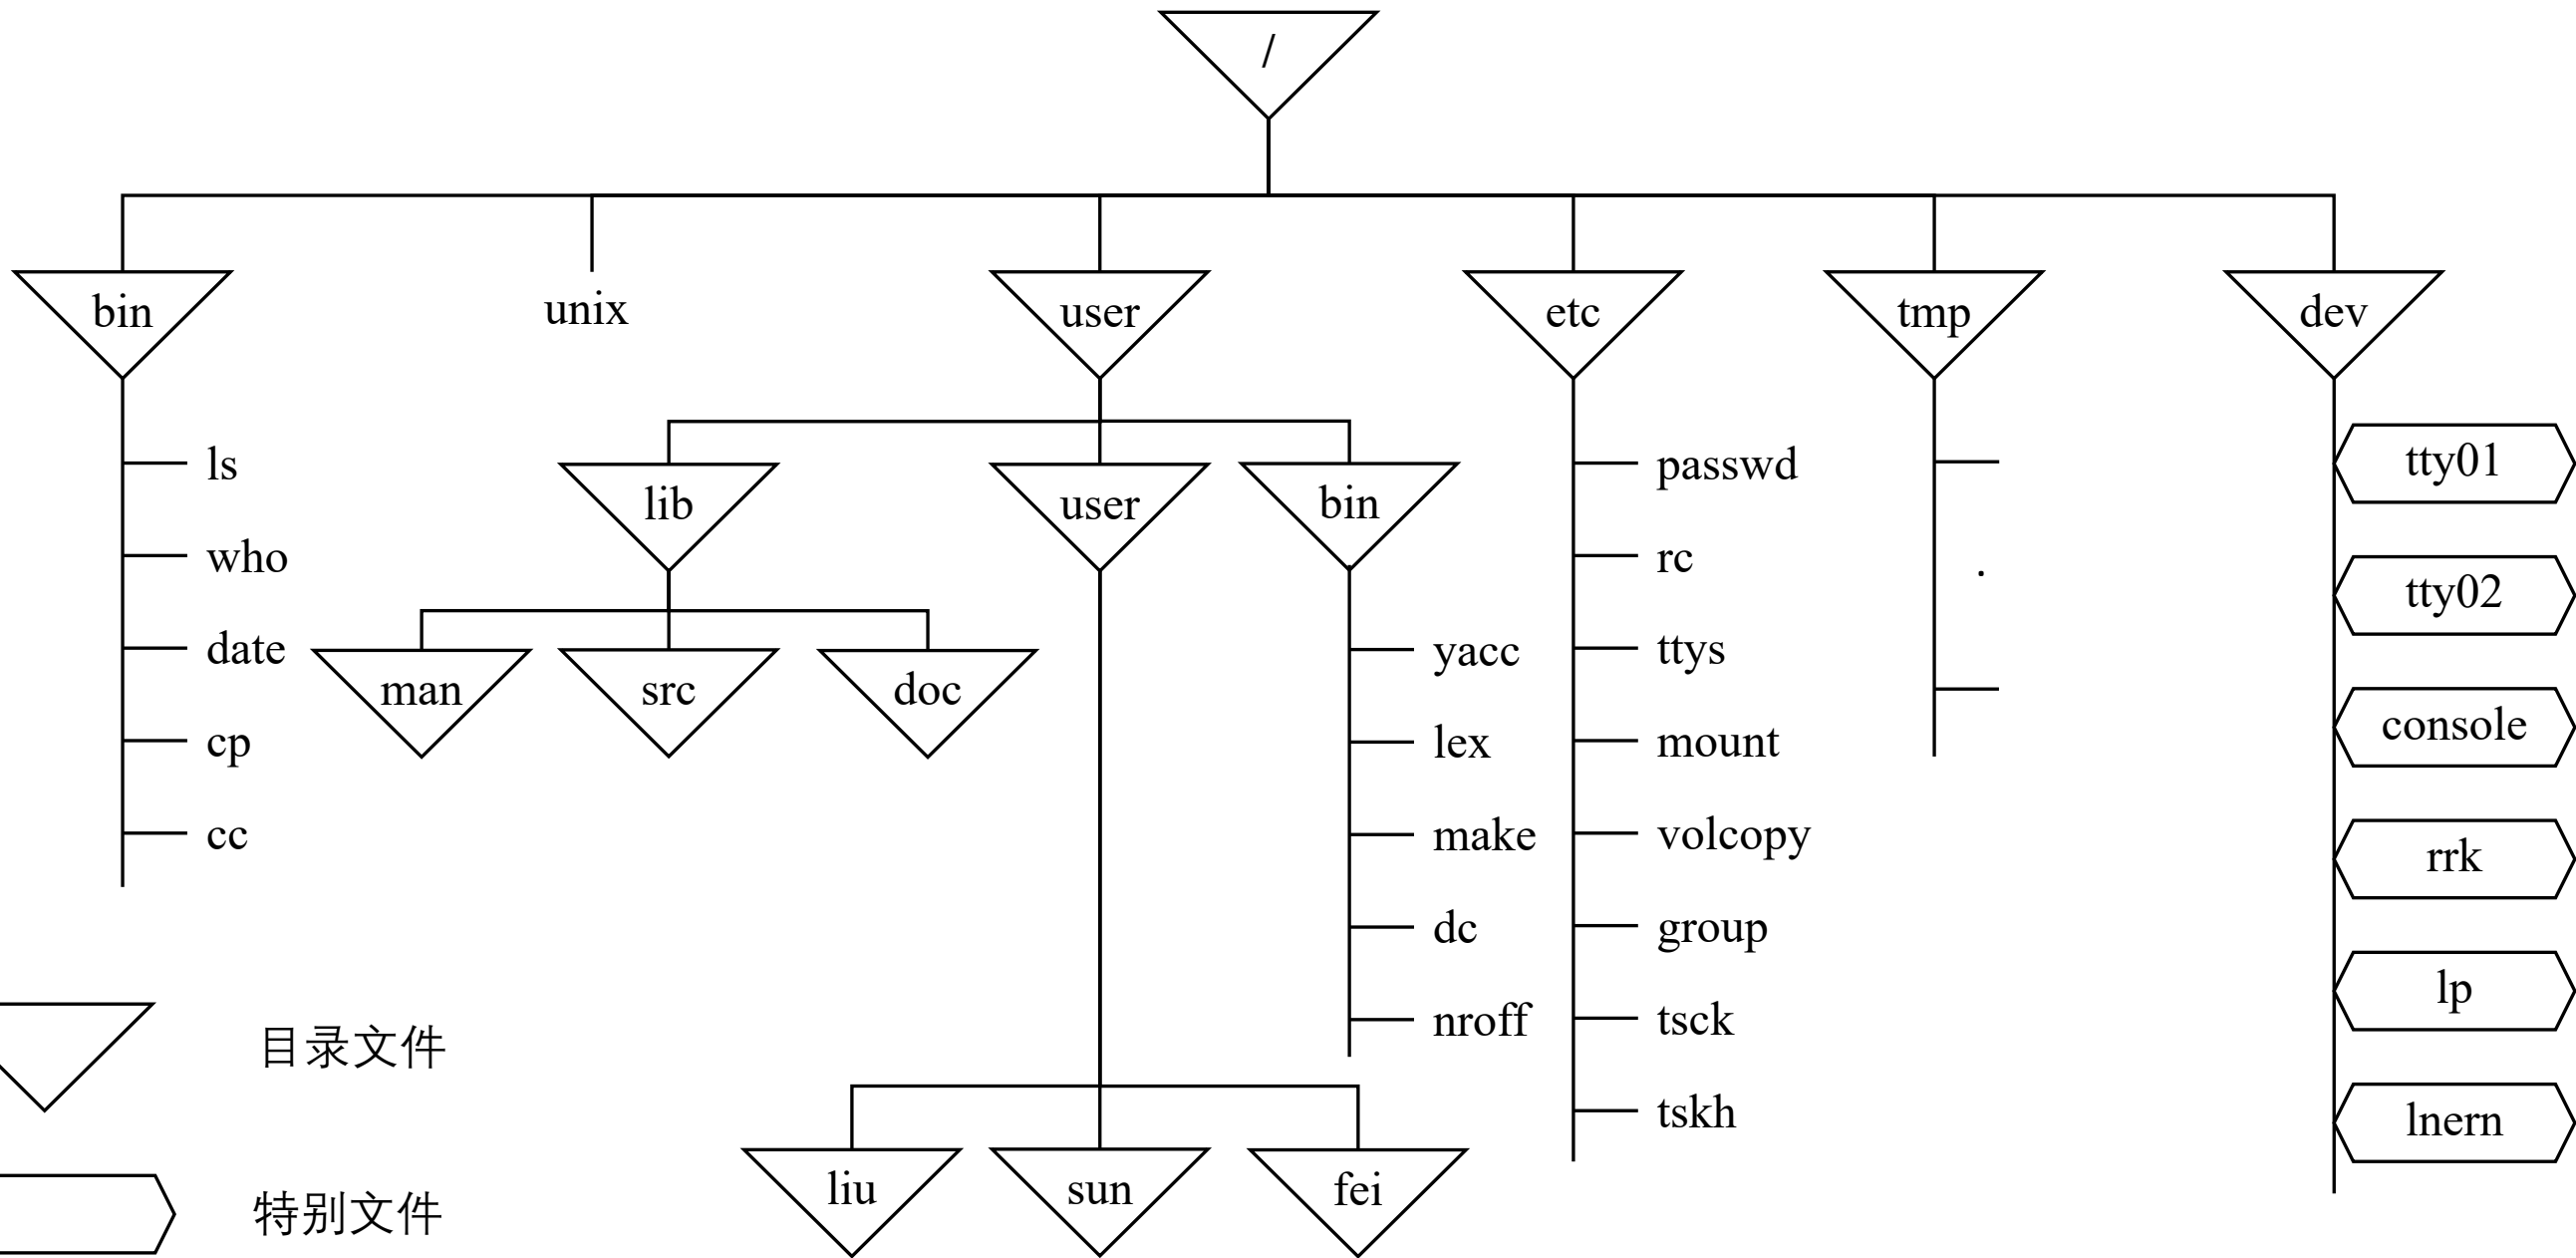 /
bin
unix
user
etc
tmp
dev
ls
who
date
cp
cc
lib
user
bin
man
src
doc
yacc
lex
make
dc
nroff
liu
sun
fei
passwd
rc
ttys
mount
volcopy
group
tsck
tskh
.
tty01
tty02
console
rrk
lp
lnern
目录文件
特别文件